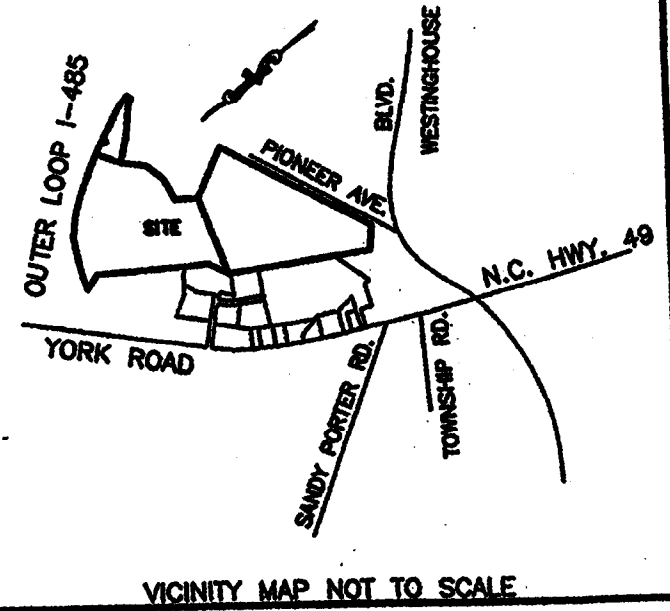 OUTER LOOP I-485
BLVD.
WESTINGHOUSE
PIONEER AVE.
SITE
N.C. HWY. 49
YORK ROAD
SANDY PORTER RD.
TOWNSHIP RD.
VICINITY MAP NOT TO SCALE